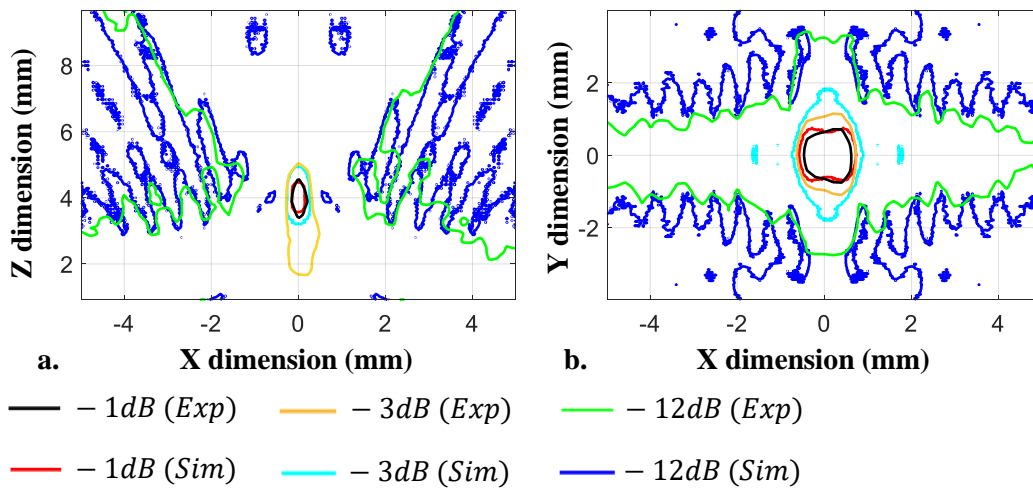 8
6
4
2
Z dimension (mm)
-4 -2 0 2 4
a. X dimension (mm)
2
0
-2
Y dimension (mm)
-4 -2 0 2 4
b. X dimension (mm)
− 1dB (Exp) − 3dB (Exp) − 12dB (Exp)
− 1dB (Sim) − 3dB (Sim) − 12dB (Sim)